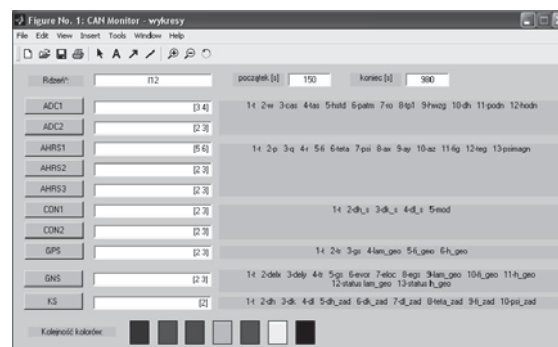 Figure No. 1: CAN Monitor - wykresy
File Edit View Insert Tools Window Help
A
Rdzeń: l12 początek [s] 150 koniec [s] 980
ADC1 [3 4] 1-t 2-w 3-cas 4-tas 5-hstd 6-patm 7-ro 8-tp1 9-hwzg 10-dh 11-podn 12-hodn
ADC2 [2 3]
AHRS1 [5 6] 1-t 2-p 3-q 4-r 5-fi 6-teta 7-psi 8-ax 9-ay 10-az 11-fig 12-teg 13-psimagn
AHRS2 [2 3]
AHRS3 [2 3]
CON1 [2 3] 1-t 2-dh_s 3-dk_s 4-dl_s 5-mod
CON2 [2 3]
GPS [2 3] 1-t 2-tr 3-gs 4-lam_geo 5-fi_geo 6-h_geo
GNS [2 3] 1-t 2-delx 3-dely 4-tr 5-gs 6-evor 7-eloc 8-egs 9-lam_geo 10-fi_geo 11-h_geo
12-status lam_geo 13-status h_geo
KS [2] 1-t 2-dh 3-dk 4-dl 5-dh_zad 6-dk_zad 7-dl_zad 8-teta_zad 9-fi_zad 10-psi_zad
Kolejność kolorów: